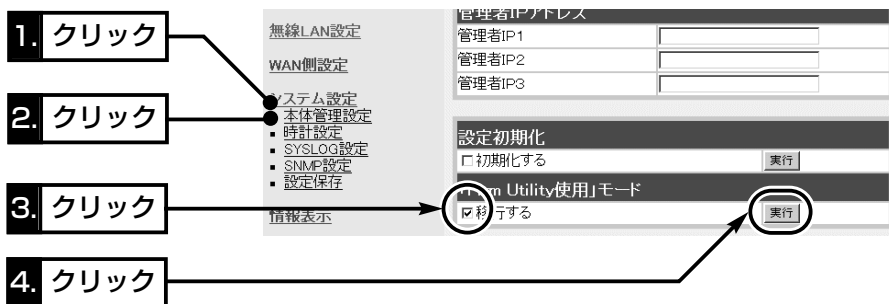 1. クリック
2. クリック
3. クリック
4. クリック
無線LAN設定
WAN側設定
システム設定
本体管理設定
時計設定
SYSLOG設定
SNMP設定
設定保存
情報表示
管理者IPアドレス
管理者IP1
管理者IP2
管理者IP3
設定初期化
初期化する
実行
Utility使用」モード
移行する
実行